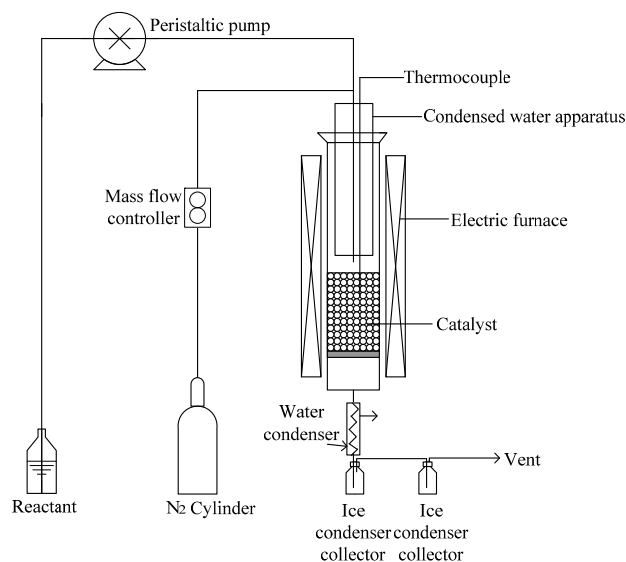 Peristaltic pump
Thermocouple
Condensed water apparatus
Mass flow
controller
Electric furnace
Catalyst
Water
condenser
Vent
Reactant
N2 Cylinder
Ice
condenser
collector
Ice
condenser
collector